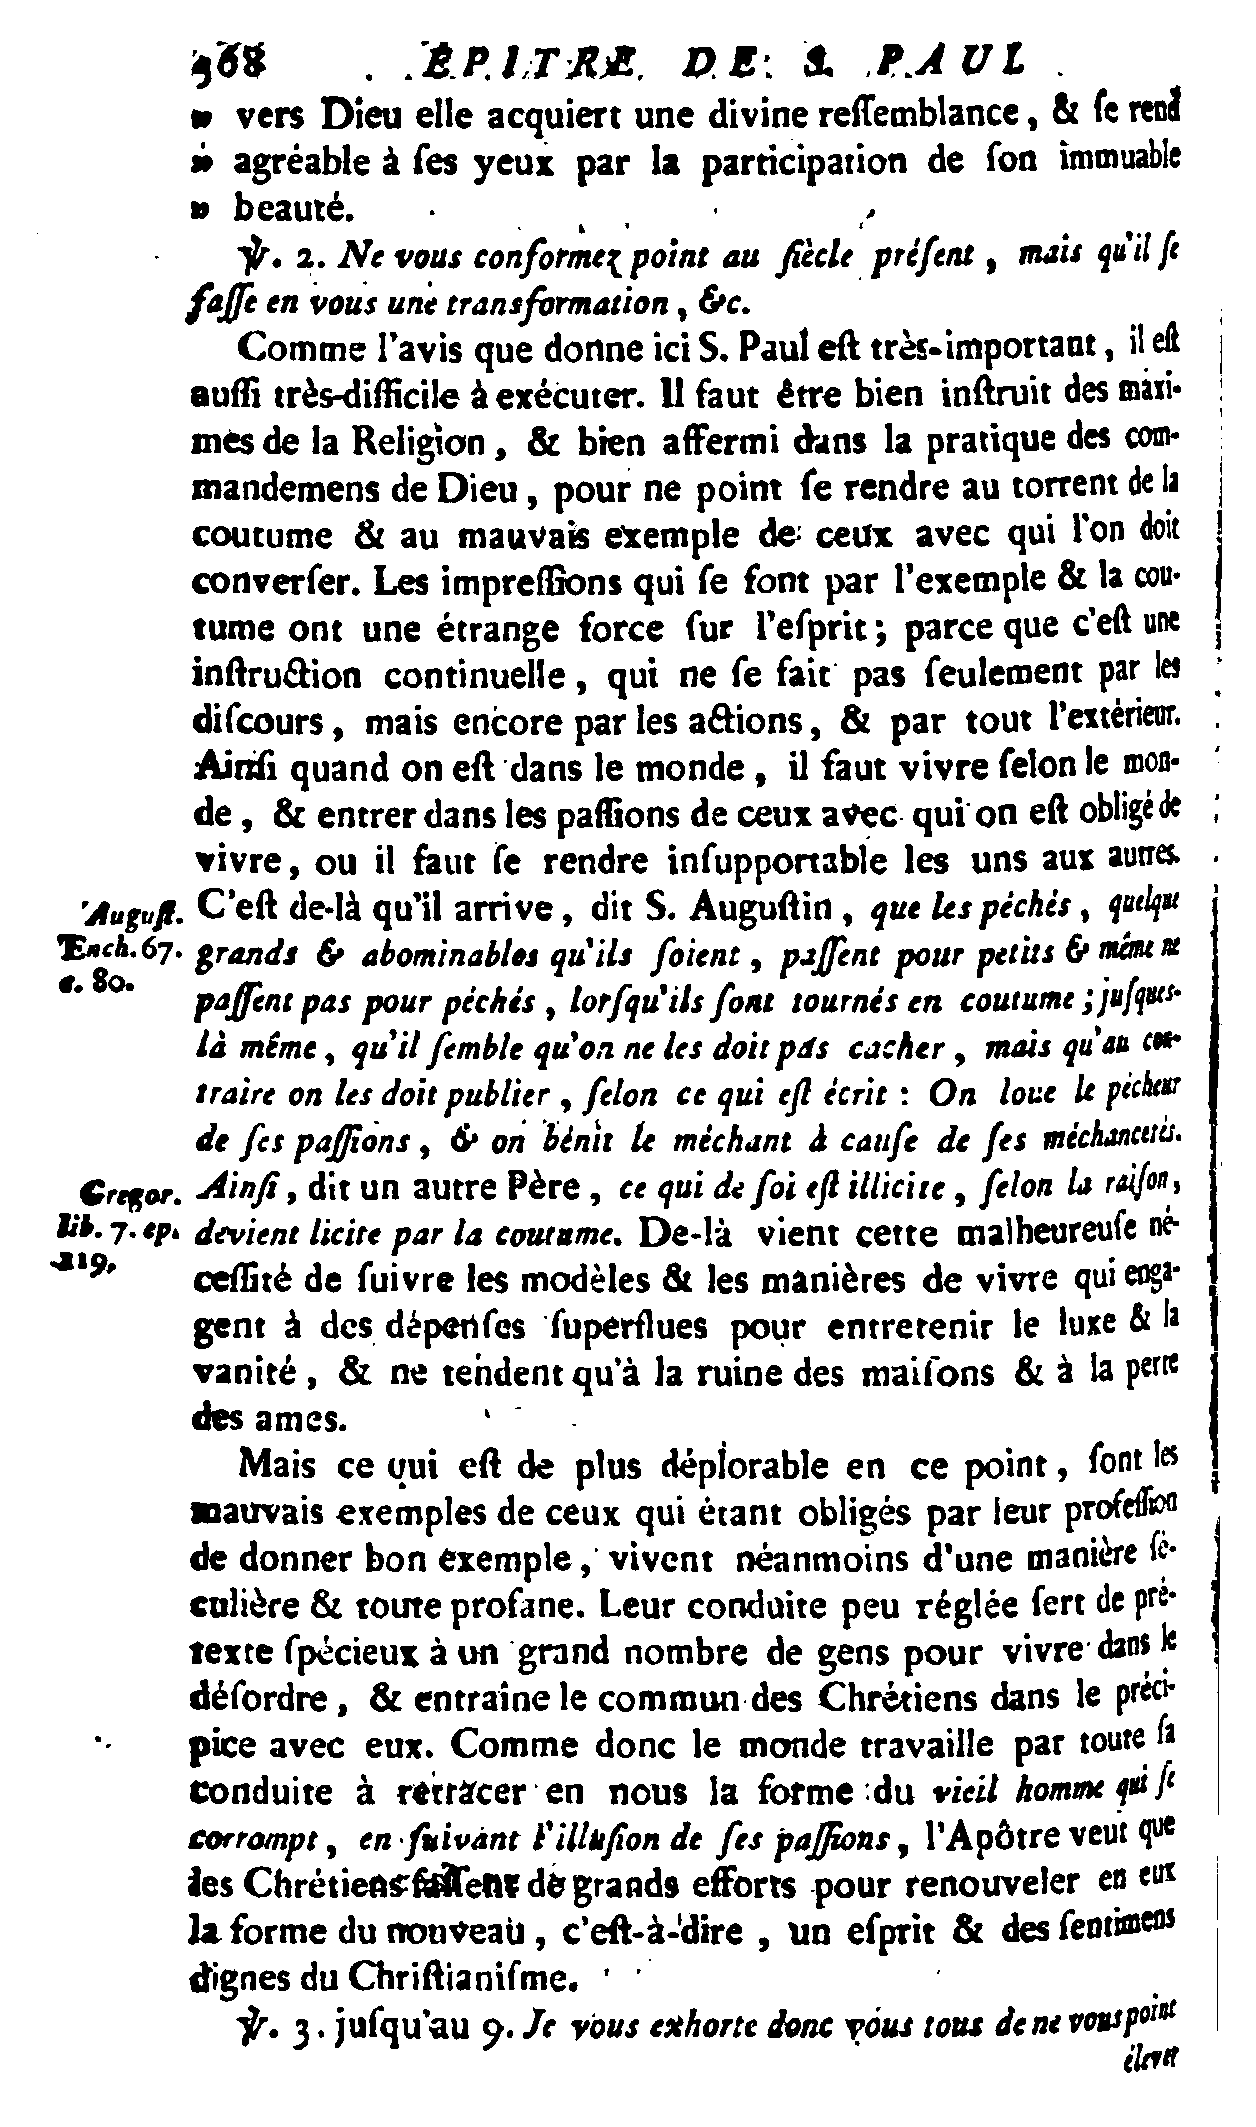 368 ÉPITRE DE S. PAUL
» vers Dieu elle acquiert une divine reſſemblance, & ſe rend
» agréable à ſes yeux par la participation de ſon immuable
» beauté.
℣. 2. Ne vous conformez point au ſiècle préſent, mais qu'il ſe
faſſe en vous une transformation, &c.
Comme l'avis que donne ici S. Paul eſt très-important, il eſt
auſſi très-difficile à exécuter. Il faut être bien inſtruit des maxi-
mes de la Religion, & bien affermi dans la pratique des com-
mandemens de Dieu, pour ne point ſe rendre au torrent de la
coutume & au mauvais exemple de ceux avec qui l'on doit
converſer. Les impreſſions qui ſe font par l'exemple & la cou-
tume ont une étrange force ſur l'eſprit; parce que c'eſt une
inſtruction continuelle, qui ne ſe fait pas ſeulement par les
diſcours, mais encore par les actions, & par tout l'extérieur.
Ainſi quand on eſt dans le monde, il faut vivre ſelon le mon-
de, & entrer dans les paſſions de ceux avec qui on eſt obligé de
vivre, ou il faut ſe rendre inſupportable les uns aux autres.
Auguſt. C'eſt de-là qu'il arrive, dit S. Auguſtin, que les péchés, quelque
Ench. 67. grands & abominables qu'ils ſoient, paſſent pour petits & même ne
c. 80. paſſent pas pour péchés, lorſqu'ils ſont tournés en coutume; juſques-
là même, qu'il ſemble qu'on ne les doit pas cacher, mais qu'au con-
traire on les doit publier, ſelon ce qui eſt écrit: On loue le pécheur
de ſes paſſions, & on bénit le méchant à cauſe de ſes méchancetés.
Gregor. Ainſi, dit un autre Père, ce qui de ſoi eſt illicite, ſelon la raiſon,
lib. 7. ep. devient licite par la coutume. De-là vient cette malheureuſe né-
119. ceſſité de ſuivre les modèles & les manières de vivre qui enga-
gent à des dépenſes ſuperflues pour entretenir le luxe & la
vanité, & ne tendent qu'à la ruine des maiſons & à la perte
des ames.
Mais ce qui eſt de plus déplorable en ce point, ſont les
mauvais exemples de ceux qui étant obligés par leur profeſſion
de donner bon exemple, vivent néanmoins d'une manière ſé-
culière & toute profane. Leur conduite peu réglée ſert de pré-
texte ſpécieux à un grand nombre de gens pour vivre dans le
déſordre, & entraîne le commun des Chrétiens dans le préci-
pice avec eux. Comme donc le monde travaille par toute ſa
conduite à retracer en nous la forme du vieil homme qui ſe
corrompt, en ſuivant l'illuſion de ſes paſſions, l'Apôtre veut que
les Chrétiens faſſent de grands efforts pour renouveler en eux
la forme du nouveau, c'eſt-à-dire, un eſprit & des ſentimens
dignes du Chriſtianiſme.
℣. 3. juſqu'au 9. Je vous exhorte donc vous tous de ne vous point
élever